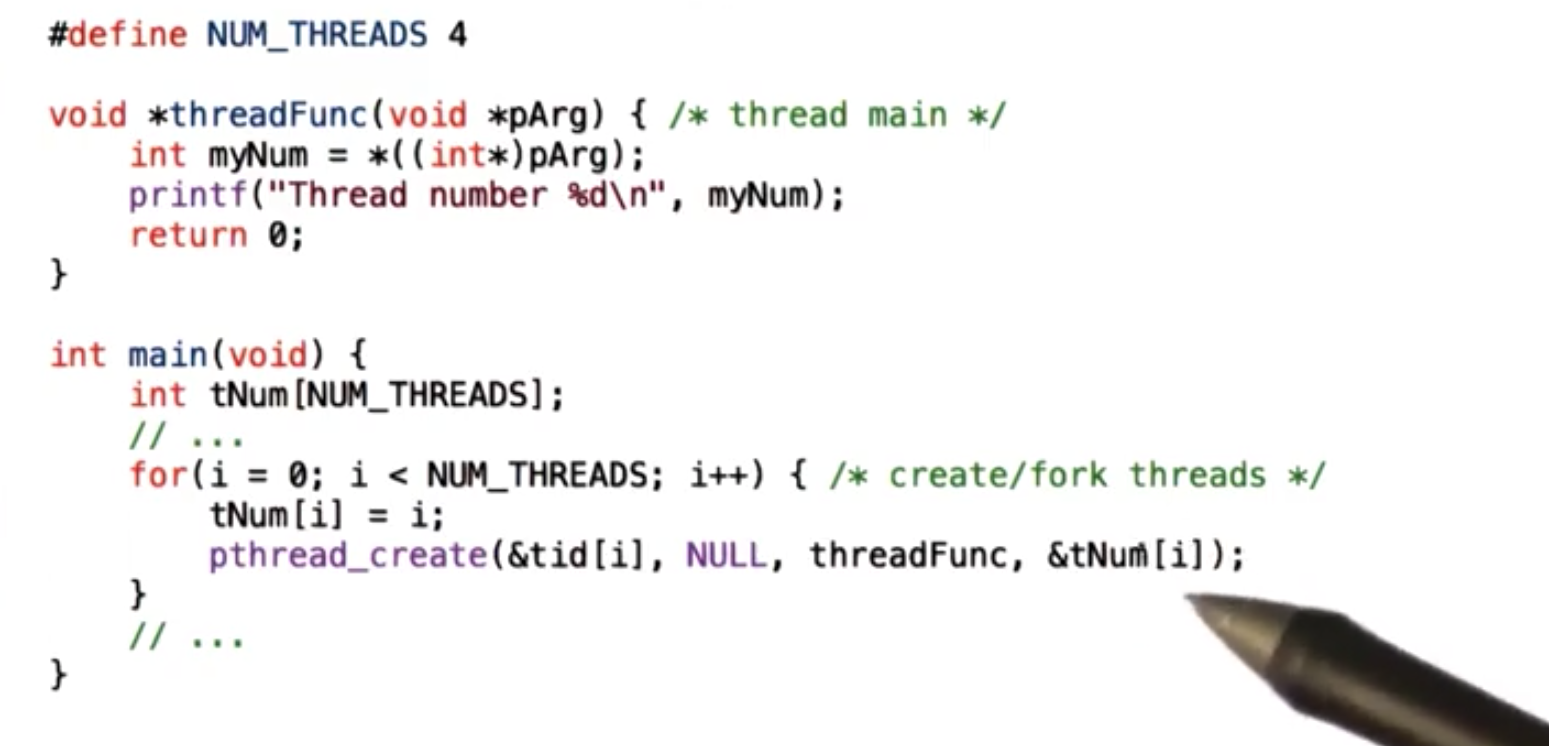 #define NUM_THREADS 4
void *threadFunc(void *pArg) { /* thread main */
int myNum = *((int*)pArg);
printf("Thread number %d\n", myNum);
return 0;
}
int main(void) {
int tNum[NUM_THREADS];
// ...
for(i = 0; i < NUM_THREADS; i++) { /* create/fork threads */
tNum[i] = i;
pthread_create(&tid[i], NULL, threadFunc, &tNum[i]);
}
// ...
}